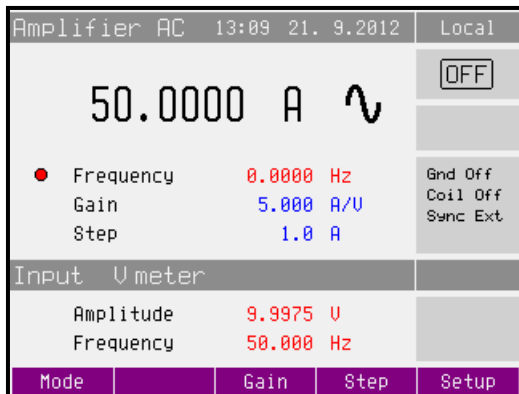 Amplifier AC 13:09 21. 9.2012 Local
OFF
50.0000 A
Frequency 0.0000 Hz
Gain 5.000 A/V
Step 1.0 A
Gnd Off
Coil Off
Sync Ext
Input V meter
Amplitude 9.9975 V
Frequency 50.000 Hz
Mode Gain Step Setup